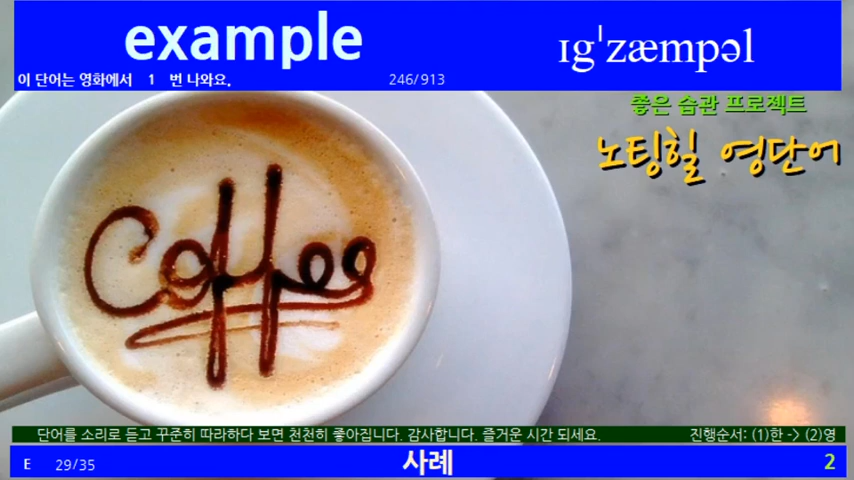 example
ɪgˈzæmpəl
이 단어는 영화에서 1 번 나와요.
246/913
좋은 습관 프로젝트
노팅힐 영단어
Coffee
단어를 소리로 듣고 꾸준히 따라하다 보면 천천히 좋아집니다. 감사합니다. 즐거운 시간 되세요.
진행순서: (1)한 -> (2)영
E 29/35
사례
2